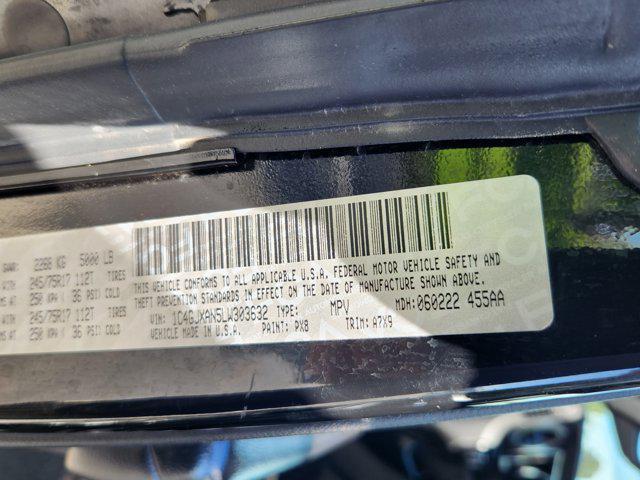 GAWR: 2268 KG 5000 LB
245/75R17 112T TIRES
250 KPA ( 36 PSI COLD
245/75R17 112T TIRES
250 KPA ( 36 PSI COLD
THIS VEHICLE CONFORMS TO ALL APPLICABLE U.S.A. FEDERAL MOTOR VEHICLE SAFETY AND
THEFT PREVENTION STANDARDS IN EFFECT ON THE DATE OF MANUFACTURE SHOWN ABOVE.
VIN: 1C4GJXAN5LW303632 TYPE: MPV MDH: 060222 455AA
MADE IN U.S.A. PAINT: PX8 TRIM: A7X9